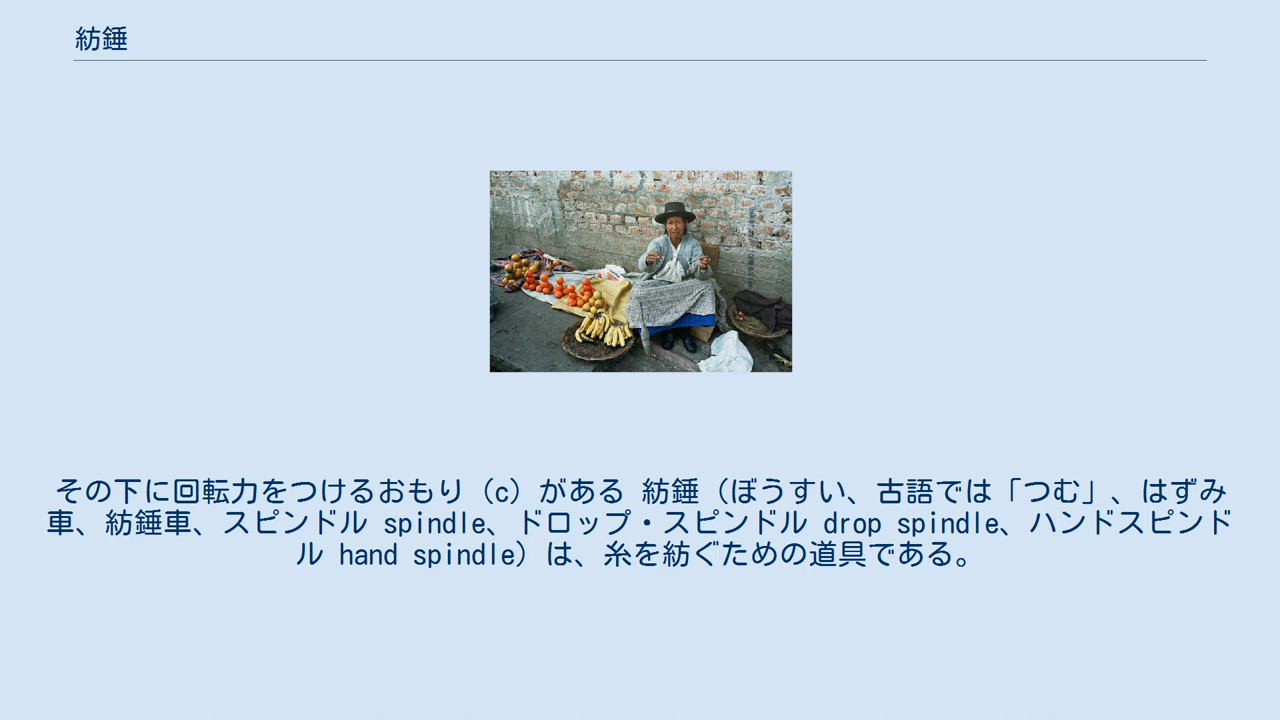 紡錘
その下に回転力をつけるおもり（c）がある 紡錘（ぼうすい、古語では「つむ」、はずみ
車、紡錘車、スピンドル spindle、ドロップ・スピンドル drop spindle、ハンドスピンド
ル hand spindle）は、糸を紡ぐための道具である。